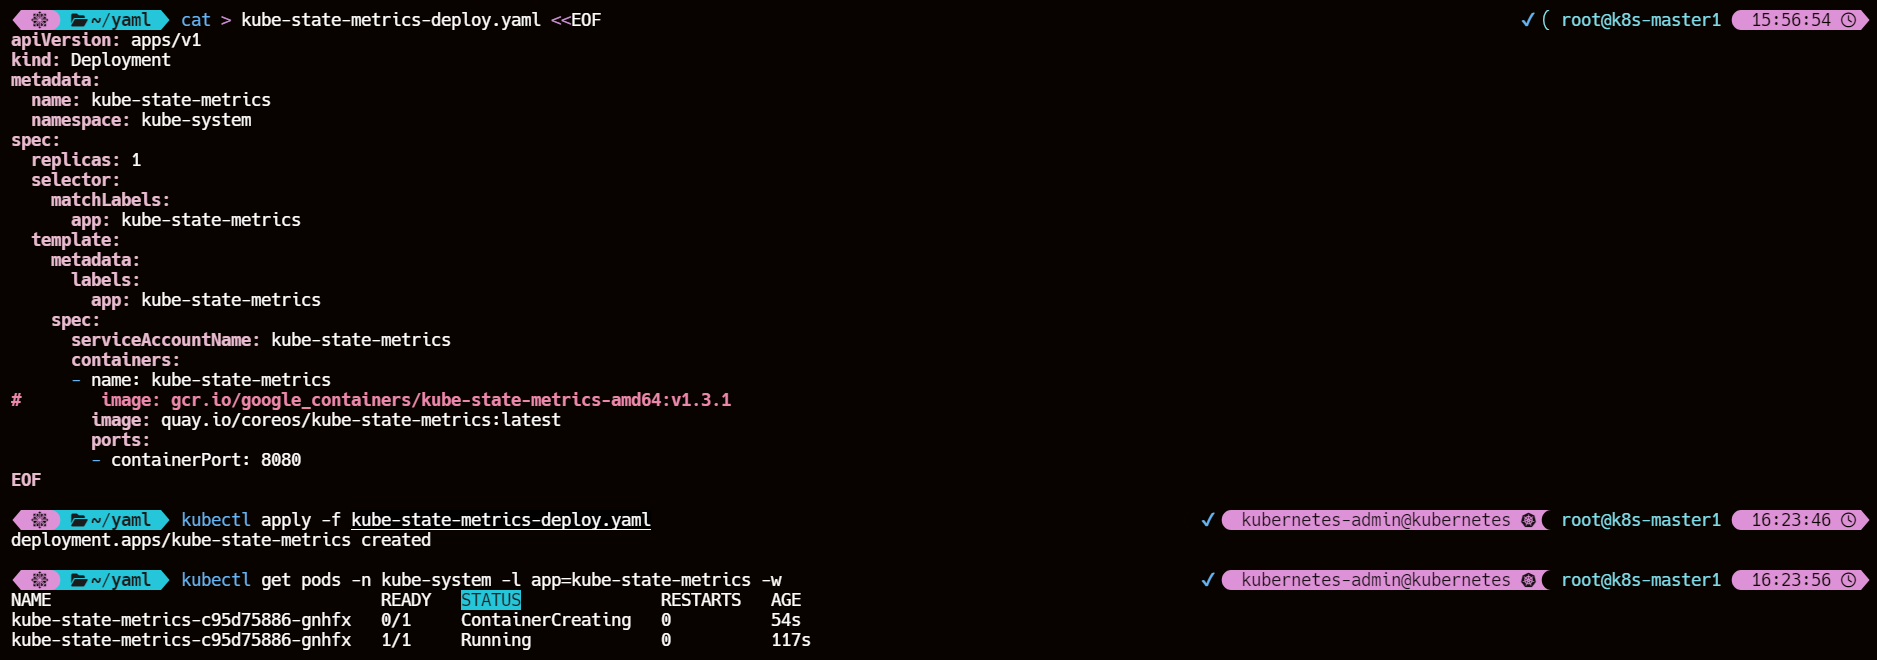 ~/yaml cat > kube-state-metrics-deploy.yaml <<EOF ✓ ( root@k8s-master1 15:56:54
apiVersion: apps/v1
kind: Deployment
metadata:
  name: kube-state-metrics
  namespace: kube-system
spec:
  replicas: 1
  selector:
    matchLabels:
      app: kube-state-metrics
  template:
    metadata:
      labels:
        app: kube-state-metrics
    spec:
      serviceAccountName: kube-state-metrics
      containers:
      - name: kube-state-metrics
#        image: gcr.io/google_containers/kube-state-metrics-amd64:v1.3.1
        image: quay.io/coreos/kube-state-metrics:latest
        ports:
        - containerPort: 8080
EOF
~/yaml kubectl apply -f kube-state-metrics-deploy.yaml ✓ kubernetes-admin@kubernetes root@k8s-master1 16:23:46
deployment.apps/kube-state-metrics created
~/yaml kubectl get pods -n kube-system -l app=kube-state-metrics -w ✓ kubernetes-admin@kubernetes root@k8s-master1 16:23:56
NAME                                 READY   STATUS              RESTARTS   AGE
kube-state-metrics-c95d75886-gnhfx   0/1     ContainerCreating   0          54s
kube-state-metrics-c95d75886-gnhfx   1/1     Running             0          117s